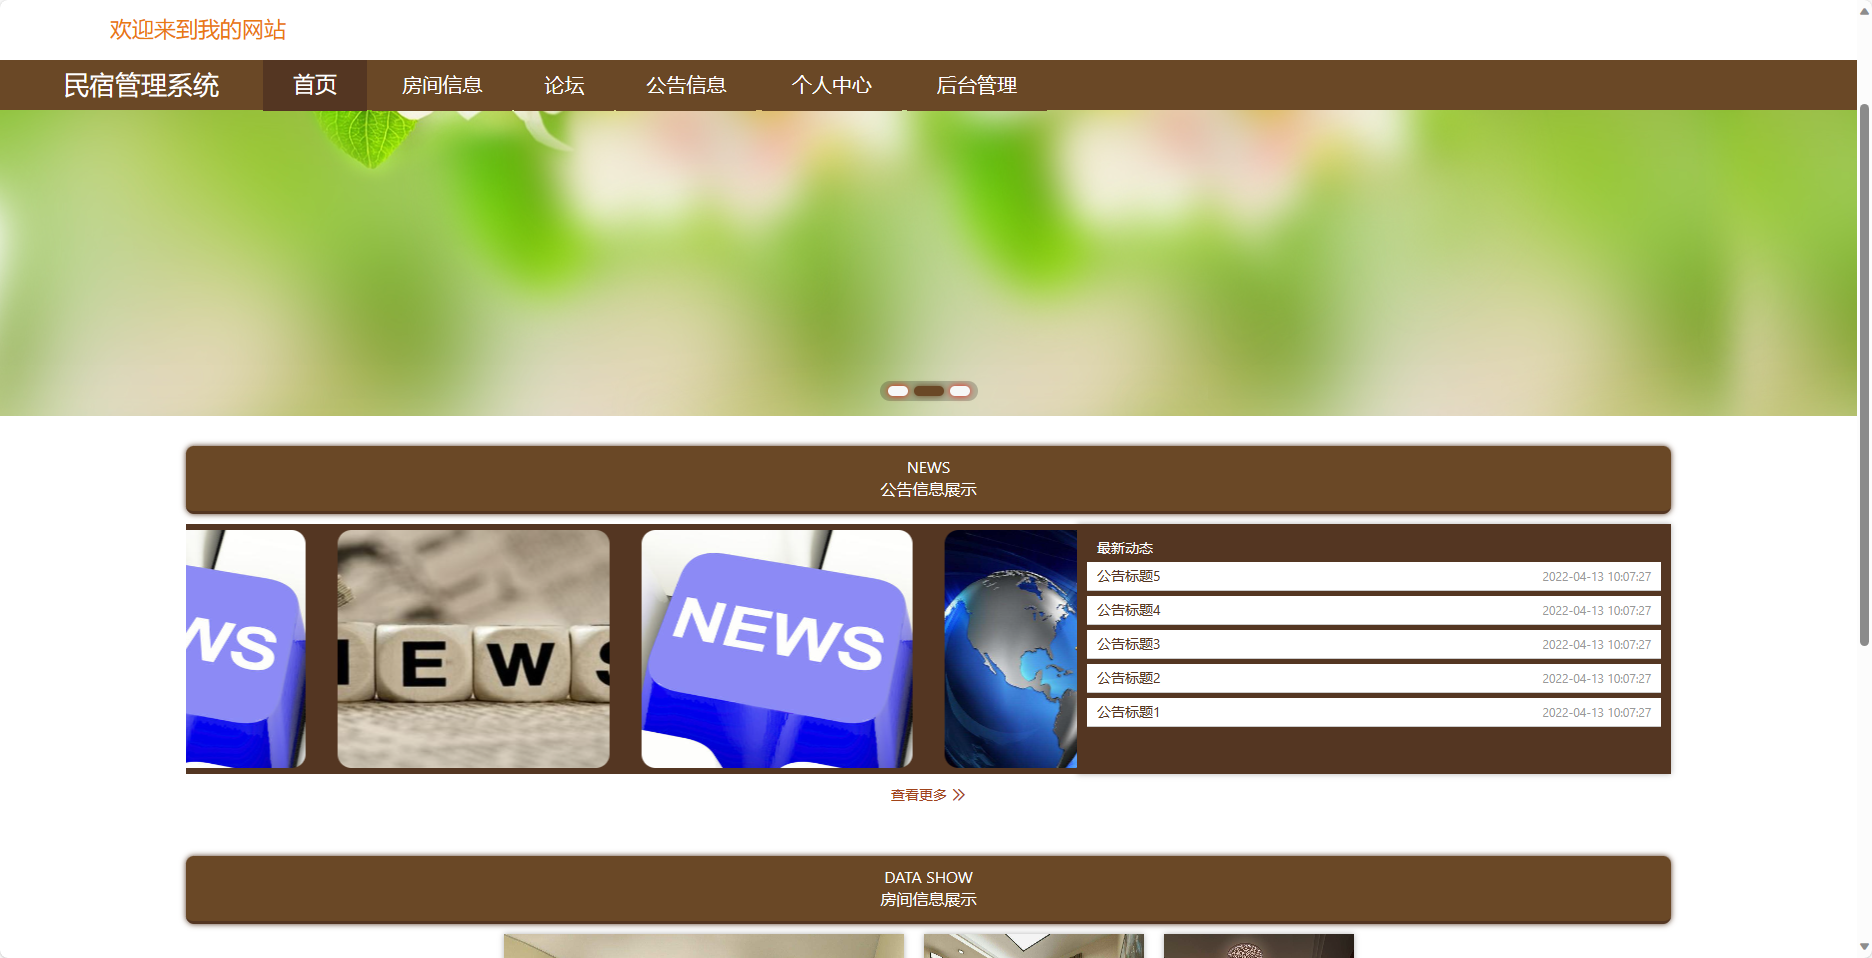 欢迎来到我的网站
民宿管理系统 首页 房间信息 论坛 公告信息 个人中心 后台管理
NEWS
公告信息展示
WS
EWS
NEWS
最新动态
公告标题5 2022-04-13 10:07:27
公告标题4 2022-04-13 10:07:27
公告标题3 2022-04-13 10:07:27
公告标题2 2022-04-13 10:07:27
公告标题1 2022-04-13 10:07:27
查看更多
DATA SHOW
房间信息展示